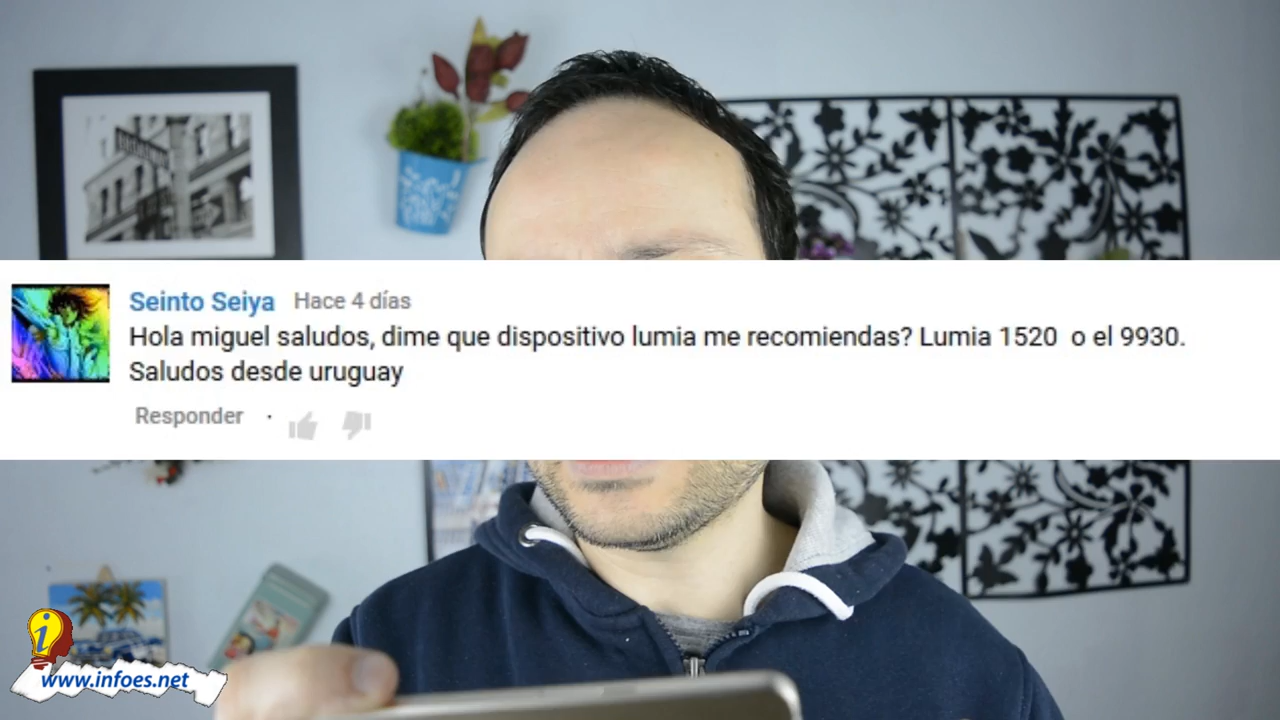 Seinto Seiya Hace 4 días
Hola miguel saludos, dime que dispositivo lumia me recomiendas? Lumia 1520 o el 9930.
Saludos desde uruguay
Responder ·
www.infoes.net